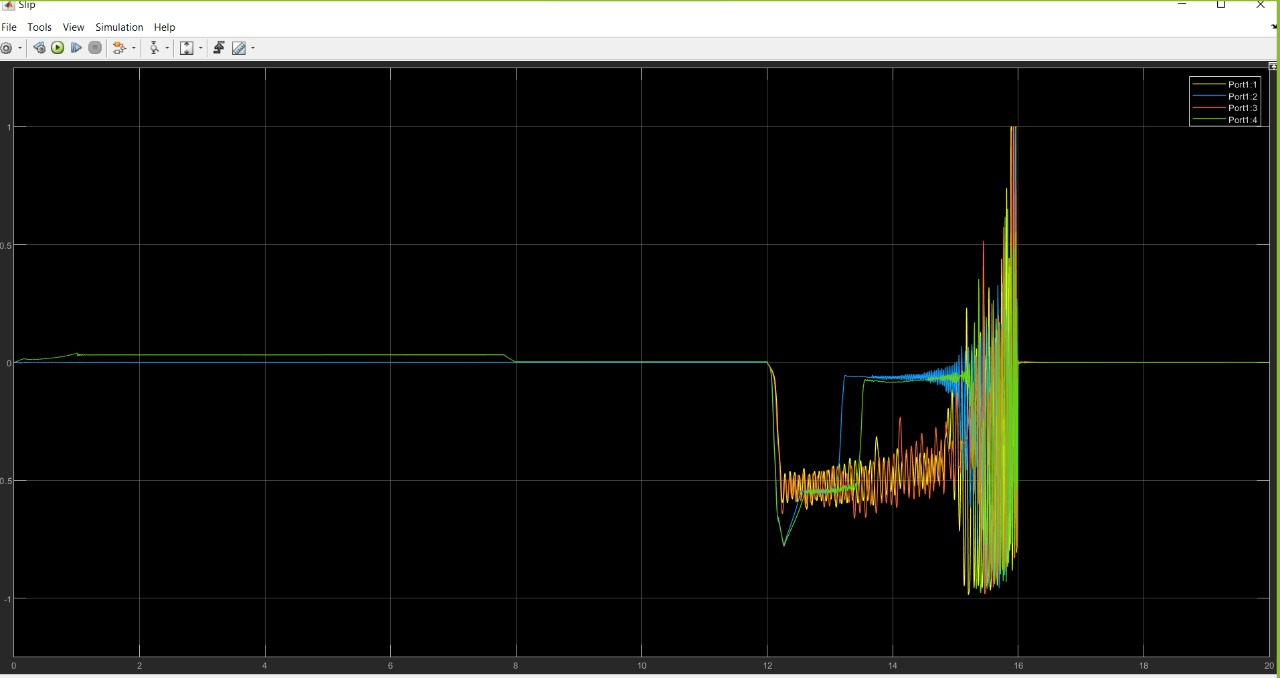 Slip
File Tools View Simulation Help
Port1:1
Port1:2
Port1:3
Port1:4
1
0.5
0
0.5
-1
0 2 4 6 8 10 12 14 16 18 20